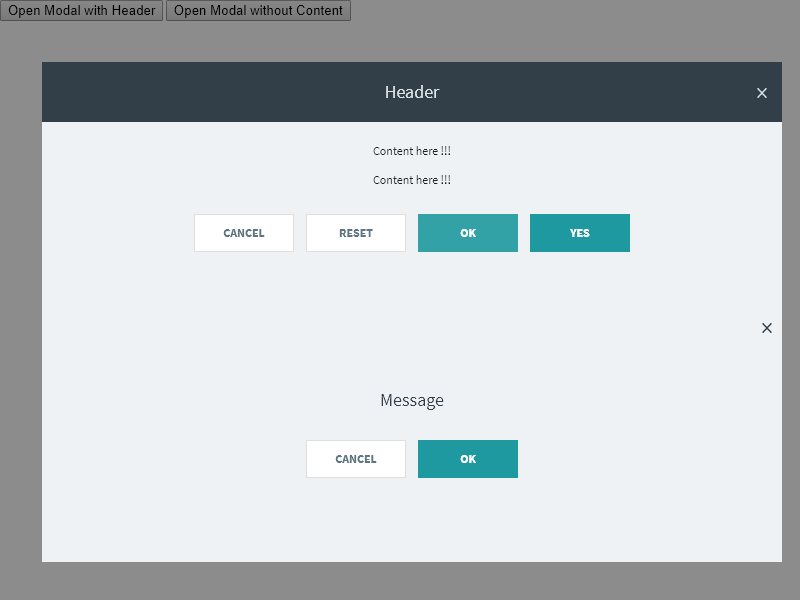 Open Modal with Header Open Modal without Content
Header
Content here !!!
Content here !!!
CANCEL RESET OK YES
Message
CANCEL OK